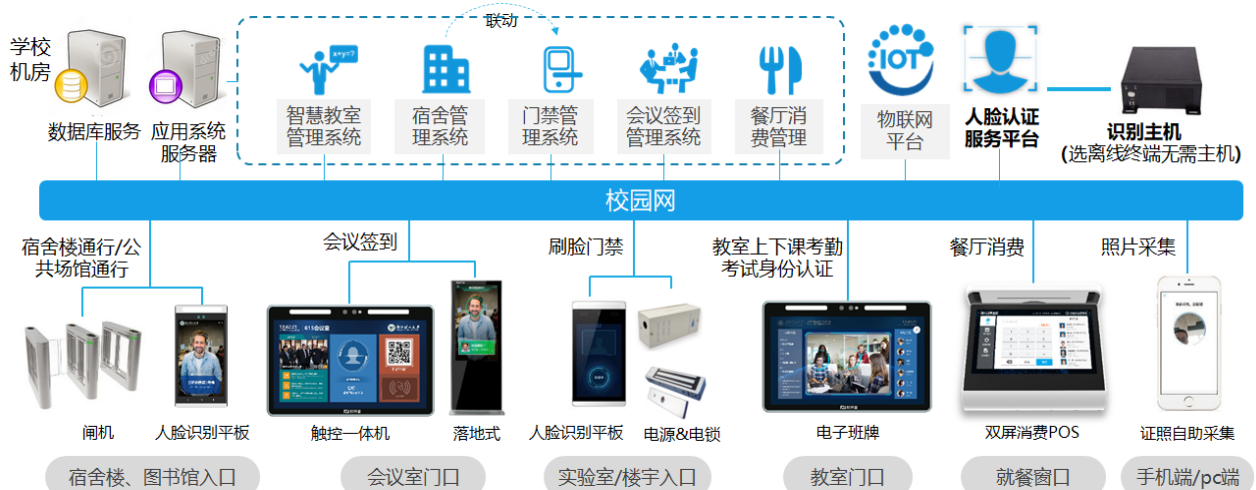 联动
学校
机房
x+y=?
IOT
数据库服务
应用系统
服务器
智慧教室
管理系统
宿舍管
理系统
门禁管
理系统
会议签到
管理系统
餐厅消
费管理
物联网
平台
人脸认证
服务平台
识别主机
(选离线终端无需主机)
校园网
宿舍楼通行/公
共场馆通行
会议签到
刷脸门禁
教室上下课考勤
考试身份认证
餐厅消费
照片采集
615会议室
闸机
人脸识别平板
触控一体机
落地式
人脸识别平板
电源&电锁
电子班牌
双屏消费POS
证照自助采集
宿舍楼、图书馆入口
会议室门口
实验室/楼宇入口
教室门口
就餐窗口
手机端/pc端